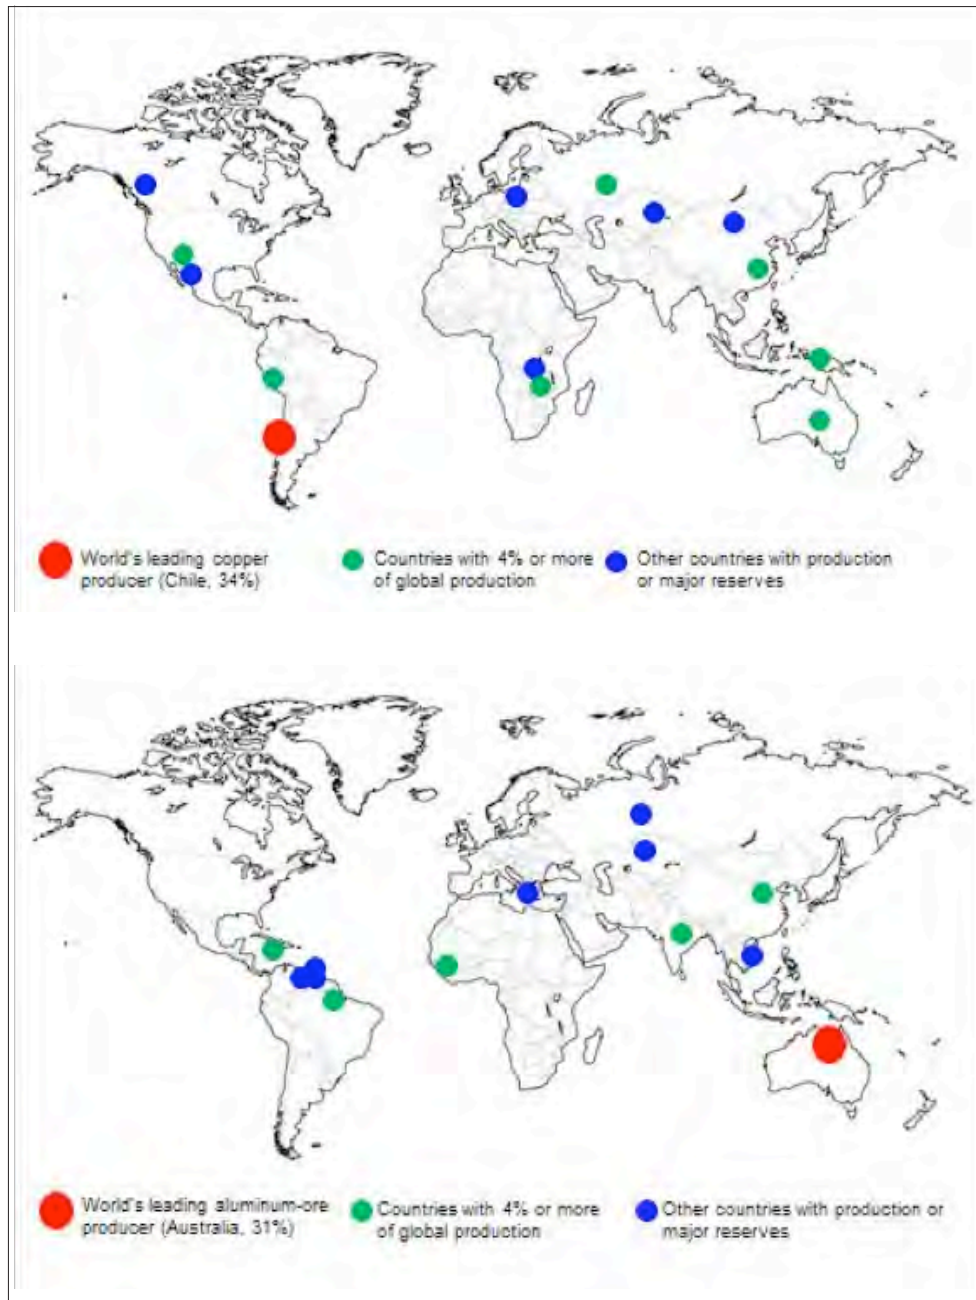 World's leading copper
producer (Chile, 34%)
Countries with 4% or more
of global production
Other countries with production
or major reserves
World's leading aluminum-ore
producer (Australia, 31%)
Countries with 4% or more
of global production
Other countries with production or
major reserves